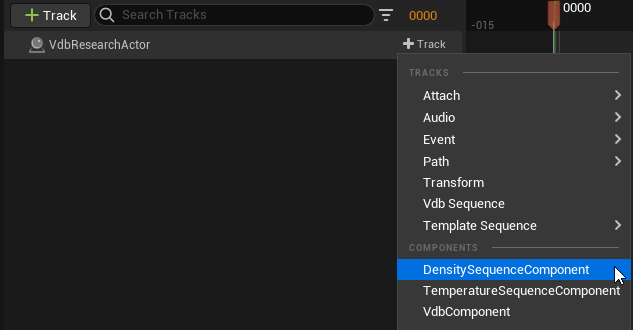 + Track Search Tracks 0000 0000
-015
VdbResearchActor + Track
TRACKS
Attach
Audio
Event
Path
Transform
Vdb Sequence
Template Sequence
COMPONENTS
DensitySequenceComponent
TemperatureSequenceComponent
VdbComponent